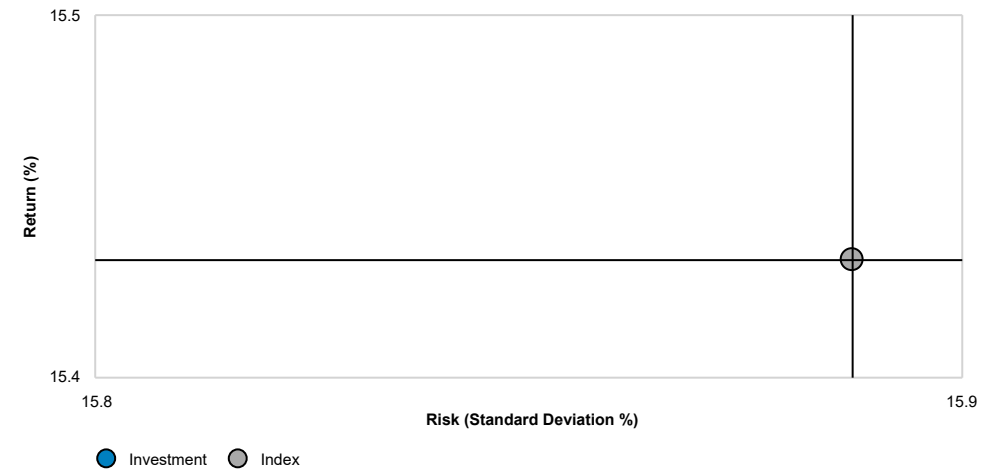 15.5
Return (%)
15.4
15.8
15.9
Risk (Standard Deviation %)
Investment
Index